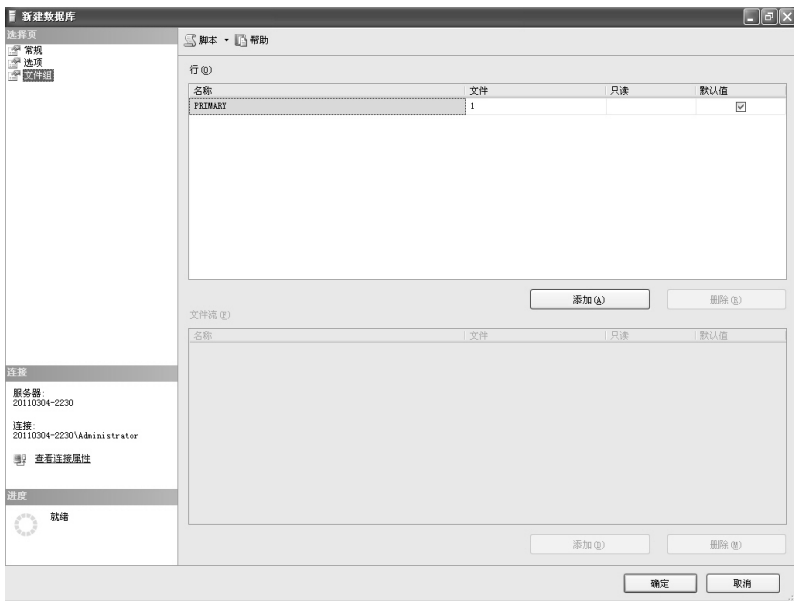 新建数据库
选择页
常规
选项
文件组
脚本 帮助
行(O)
名称 文件 只读 默认值
PRIMARY 1
添加(A) 删除(R)
文件流(F)
名称 文件 只读 默认值
添加(D) 删除(M)
连接
服务器:
20110304-2230
连接:
20110304-2230\Administrator
查看连接属性
进度
就绪
确定 取消